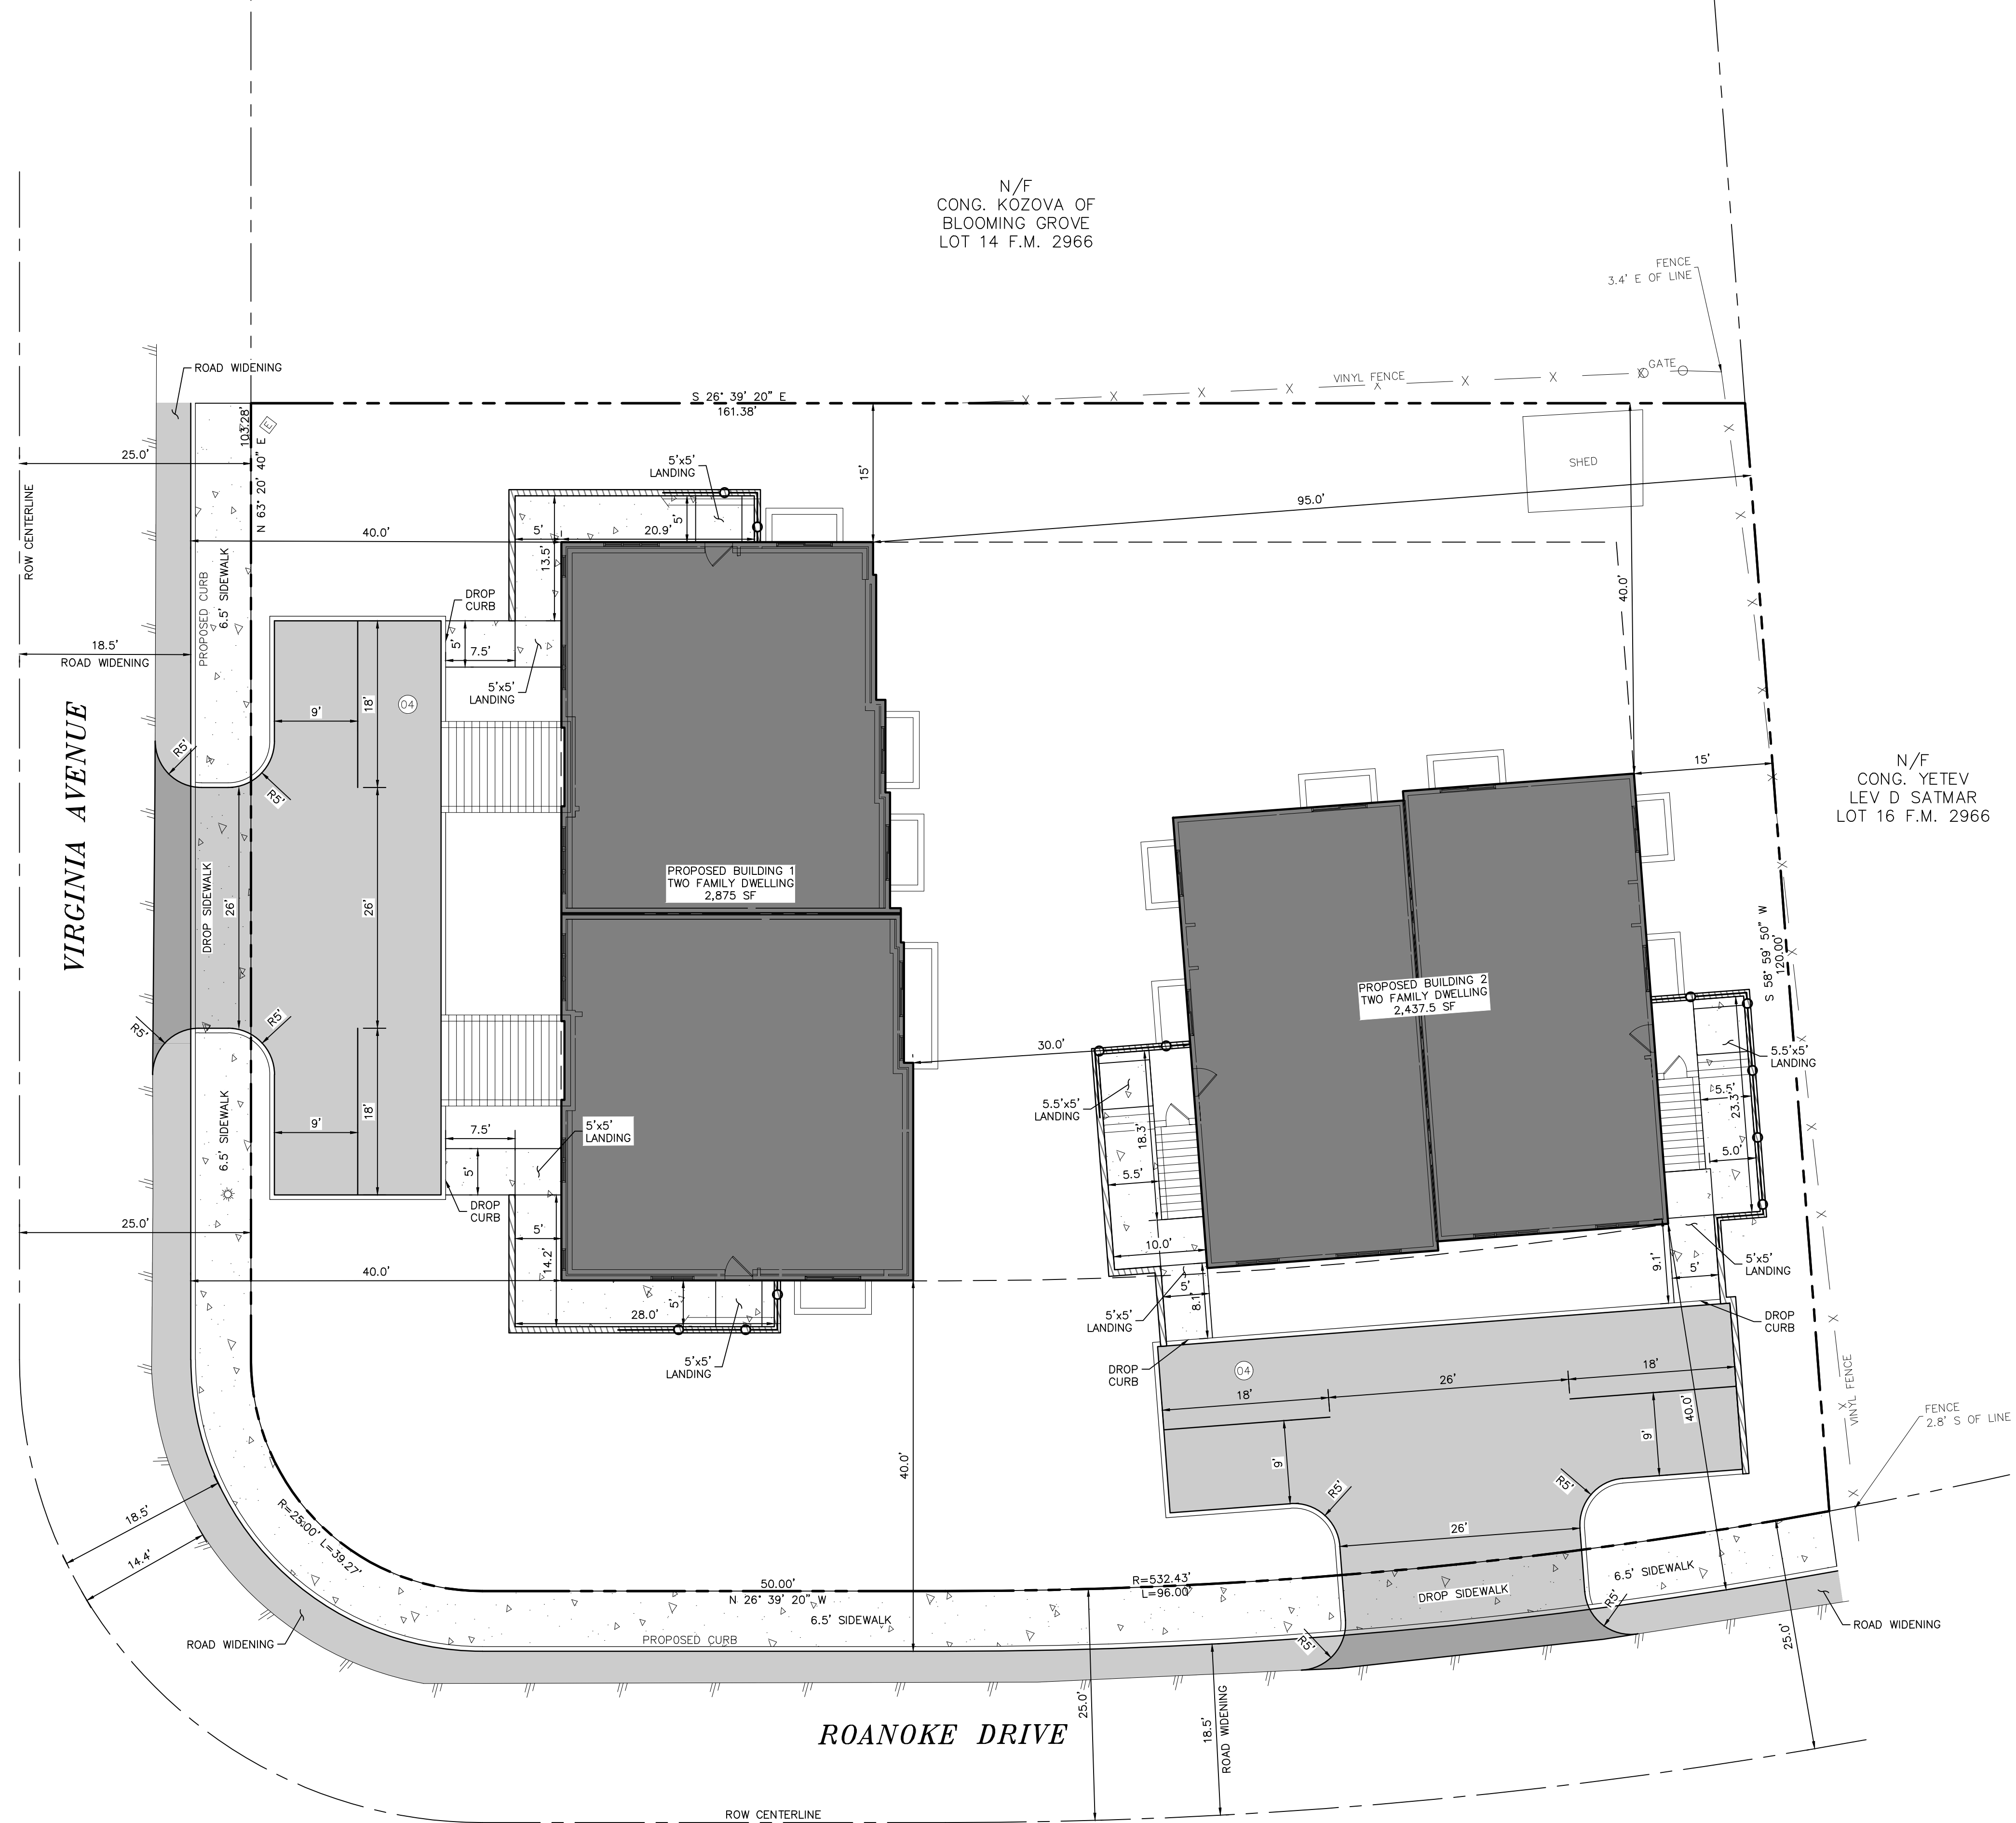 N/F
CONG. KOZOVA OF
BLOOMING GROVE
LOT 14 F.M. 2966
FENCE
3.4' E OF LINE
ROAD WIDENING
VINYL FENCE
GATE
S 26° 39' 20" E
161.38'
103.28'
N 63° 20' 40" E
E
25.0'
ROW CENTERLINE
5'x5'
LANDING
15'
SHED
95.0'
5'
20.9'
5'
40.0'
13.5'
PROPOSED CURB
6.5' SIDEWALK
DROP
CURB
40.0'
18.5'
ROAD WIDENING
5'
7.5'
5'x5'
LANDING
9'
18'
04
R5'
R5'
VIRGINIA AVENUE
15'
N/F
CONG. YETEV
LEV D SATMAR
LOT 16 F.M. 2966
DROP SIDEWALK
26'
26'
PROPOSED BUILDING 1
TWO FAMILY DWELLING
2,875 SF
S 58° 59' 50" W
120.00'
PROPOSED BUILDING 2
TWO FAMILY DWELLING
2,437.5 SF
R5'
R5'
30.0'
5.5'x5'
LANDING
5.5'x5'
LANDING
5.5'
23.3'
18.3'
5.0'
5.5'
6.5' SIDEWALK
9'
18'
7.5'
5'x5'
LANDING
5'
DROP
CURB
25.0'
5'
14.2'
40.0'
10.0'
5'
8.1'
9.1'
5'
5'x5'
LANDING
5'x5'
LANDING
28.0'
5'
5'x5'
LANDING
DROP
CURB
DROP
CURB
04
18'
26'
18'
9'
9'
40.0'
VINYL FENCE
FENCE
2.8' S OF LINE
40.0'
R5'
R5'
26'
18.5'
14.4'
R=25.00'
L=39.27'
50.00'
N 26° 39' 20" W
R=532.43'
L=96.00'
DROP SIDEWALK
6.5' SIDEWALK
R5'
6.5' SIDEWALK
PROPOSED CURB
R5'
ROAD WIDENING
ROAD WIDENING
25.0'
25.0'
18.5'
ROAD WIDENING
ROANOKE DRIVE
ROW CENTERLINE